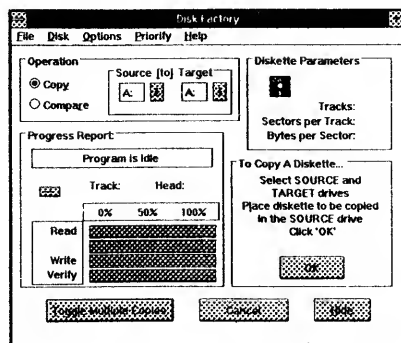 Disk Factory
File Disk Options Priority Help
Operation
Copy
Compare
Source [to] Target
A: A:
Diskette Parameters
Tracks:
Sectors per Track:
Bytes per Sector:
Progress Report:
Program is Idle
Track: Head:
0% 50% 100%
Read
Write
Verify
To Copy A Diskette...
Select SOURCE and
TARGET drives
Place diskette to be copied
in the SOURCE drive
Click 'OK'
OK
Toggle Multiple Copies Cancel Hide